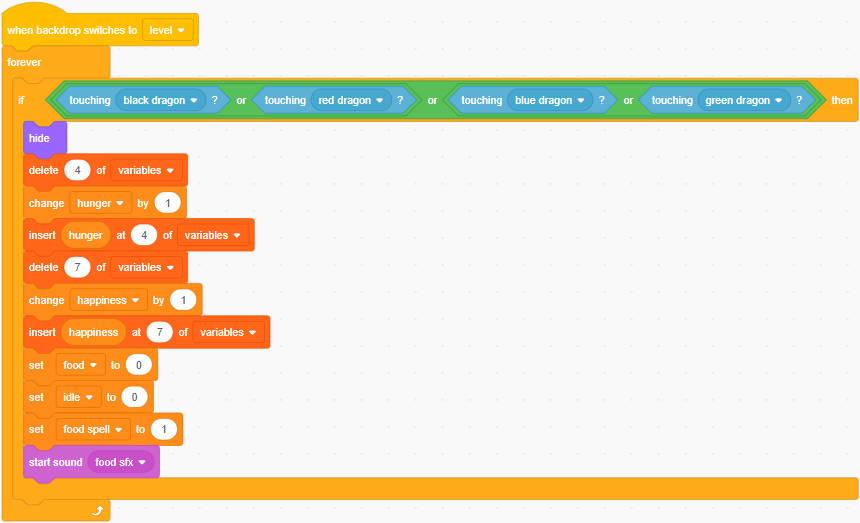 when backdrop switches to level
forever
if touching black dragon ? or touching red dragon ? or touching blue dragon ? or touching green dragon ? then
hide
delete 4 of variables
change hunger by 1
insert hunger at 4 of variables
delete 7 of variables
change happiness by 1
insert happiness at 7 of variables
set food to 0
set idle to 0
set food spell to 1
start sound food sfx